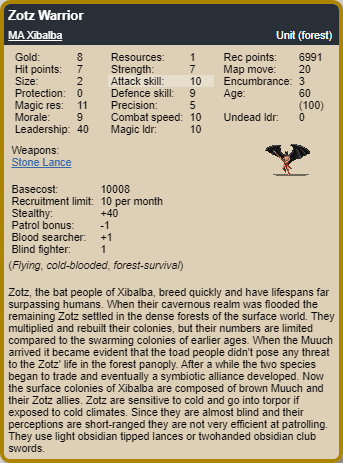 Zotz Warrior
MA Xibalba Unit (forest)
Gold: 8 Resources: 1 Rec points: 6991
Hit points: 7 Strength: 7 Map move: 20
Size: 2 Attack skill: 10 Encumbrance: 3
Protection: 0 Defence skill: 9 Age: 60
Magic res: 11 Precision: 5 (100)
Morale: 9 Combat speed: 10 Undead ldr: 0
Leadership: 40 Magic ldr: 10
Weapons:
Stone Lance
Basecost: 10008
Recruitment limit: 10 per month
Stealthy: +40
Patrol bonus: -1
Blood searcher: +1
Blind fighter: 1
(Flying, cold-blooded, forest-survival)
Zotz, the bat people of Xibalba, breed quickly and have lifespans far
surpassing humans. When their cavernous realm was flooded the
remaining Zotz settled in the dense forests of the surface world. They
multiplied and rebuilt their colonies, but their numbers are limited
compared to the swarming colonies of earlier ages. When the Muuch
arrived it became evident that the toad people didn't pose any threat
to the Zotz' life in the forest panoply. After a while the two species
began to trade and eventually a symbiotic alliance developed. Now
the surface colonies of Xibalba are composed of brown Muuch and
their Zotz allies. Zotz are sensitive to cold and go into torpor if
exposed to cold climates. Since they are almost blind and their
perceptions are short-ranged they are not very efficient at patrolling.
They use light obsidian tipped lances or twohanded obsidian club
swords.